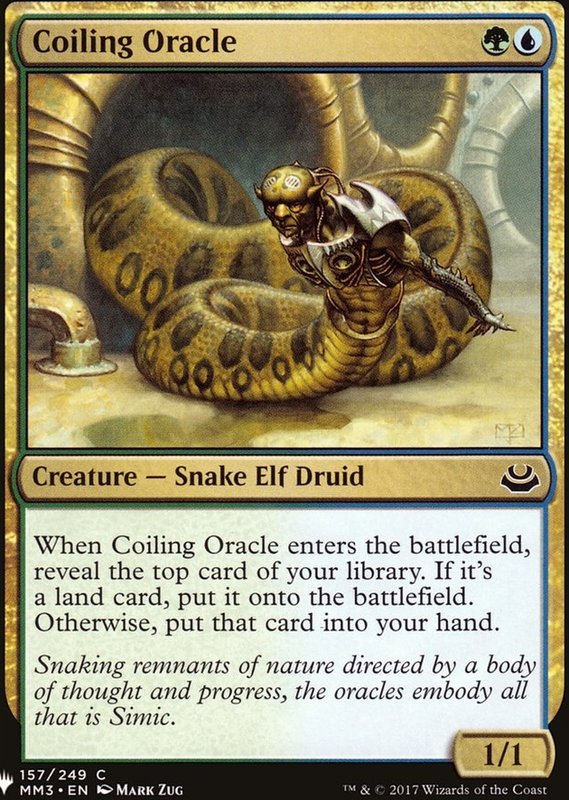 Coiling Oracle
Creature — Snake Elf Druid
When Coiling Oracle enters the battlefield,
reveal the top card of your library. If it's
a land card, put it onto the battlefield.
Otherwise, put that card into your hand.
Snaking remnants of nature directed by a body
of thought and progress, the oracles embody all
that is Simic.
1/1
157/249 C
MM3 • EN Mark Zug
™ & © 2017 Wizards of the Coast